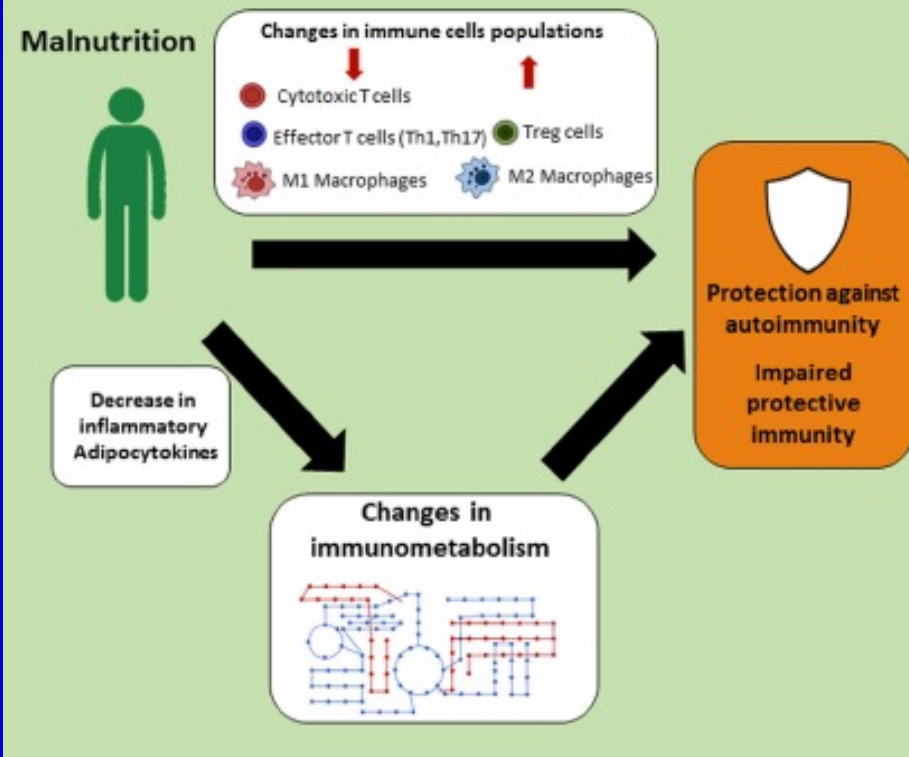 Malnutrition
Changes in immune cells populations
Cytotoxic T cells
Effector T cells (Th1,Th17)
Treg cells
M1 Macrophages
M2 Macrophages
Protection against
autoimmunity
Impaired
protective
immunity
Decrease in
inflammatory
Adipocytokines
Changes in
immunometabolism